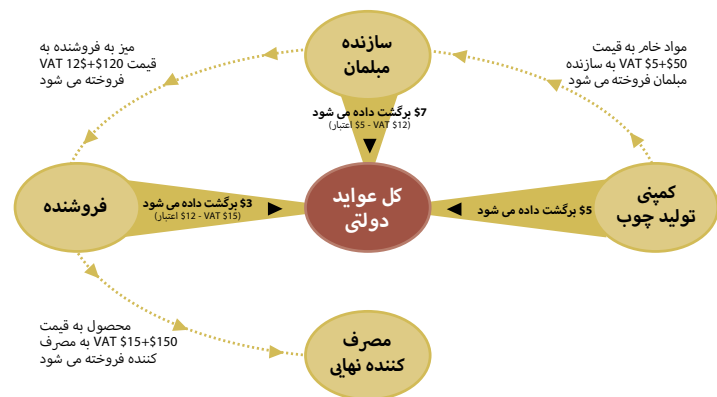 مواد خام به قیمت
$50+$5 VAT به سازنده
مبلمان فروخته می شود
سازنده
مبلمان
میز به فروشنده به
قیمت $120+$12 VAT
فروخته می شود
$7 برگشت داده می شود
($12 VAT - $5 اعتبار)
کمپنی
تولید چوب
$5 برگشت داده می شود
کل عواید
دولتی
$3 برگشت داده می شود
($15 VAT - $12 اعتبار)
فروشنده
محصول به قیمت
$150+$15 VAT به مصرف
کننده فروخته می شود
مصرف
کننده نهایی